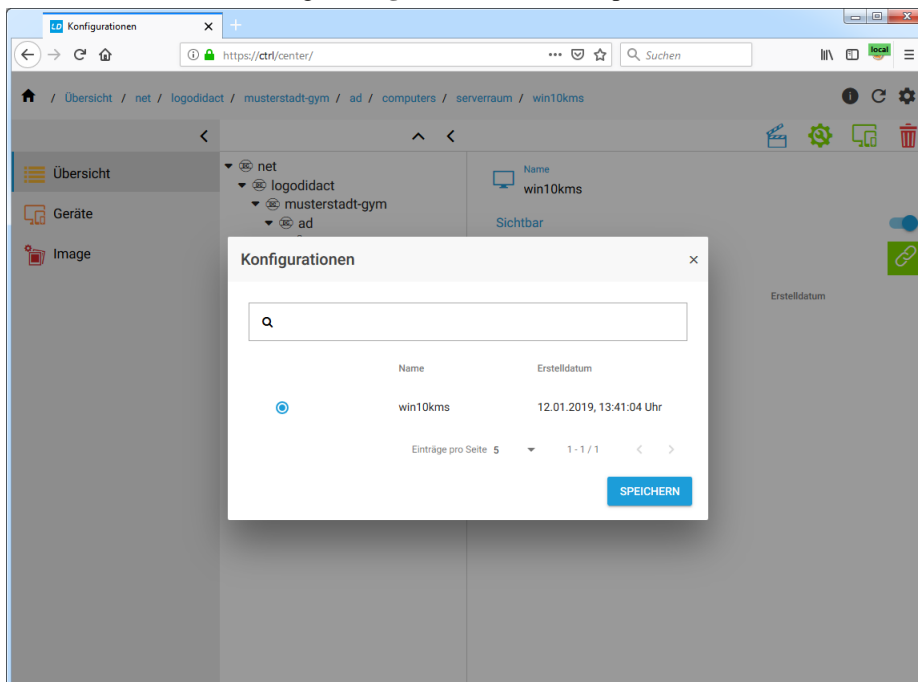 LD Konfigurationen
https://ctrl/center/
Suchen
local
/ Übersicht / net / logodidact / musterstadt-gym / ad / computers / serverraum / win10kms
Übersicht
Geräte
Image
net
logodidact
musterstadt-gym
ad
Name
win10kms
Sichtbar
Erstelldatum
Konfigurationen
Name Erstelldatum
win10kms 12.01.2019, 13:41:04 Uhr
Einträge pro Seite 5 1 - 1 / 1
SPEICHERN